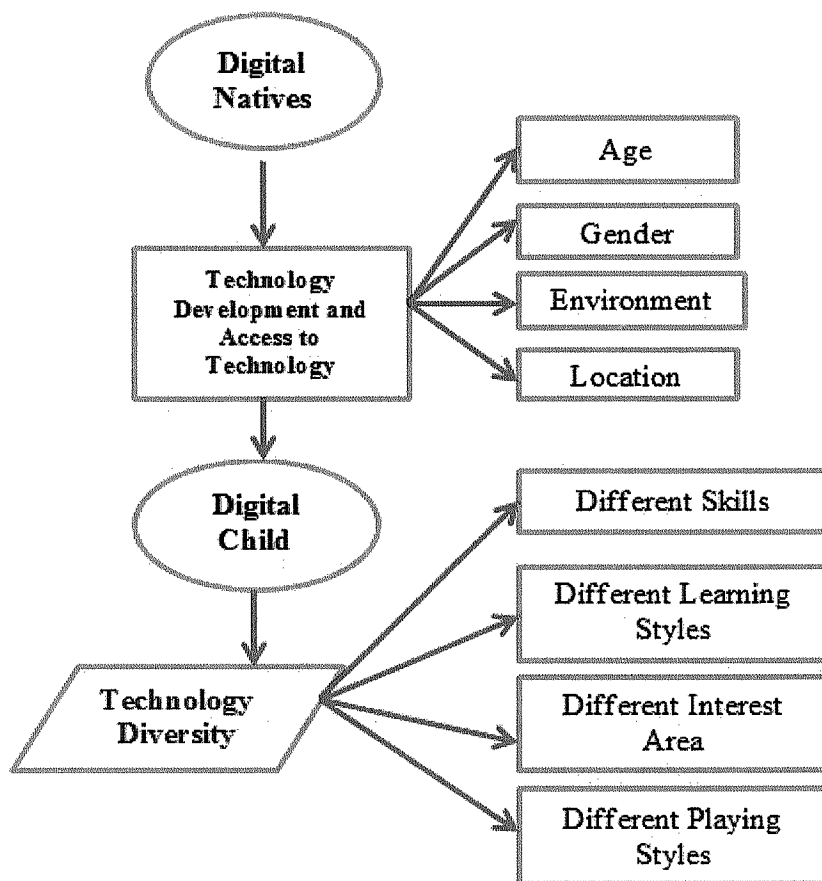 Digital
Natives
Age
Gender
Environment
Location
Technology
Development and
Access to
Technology
Digital
Child
Different Skills
Different Learning
Styles
Different Interest
Area
Different Playing
Styles
Technology
Diversity